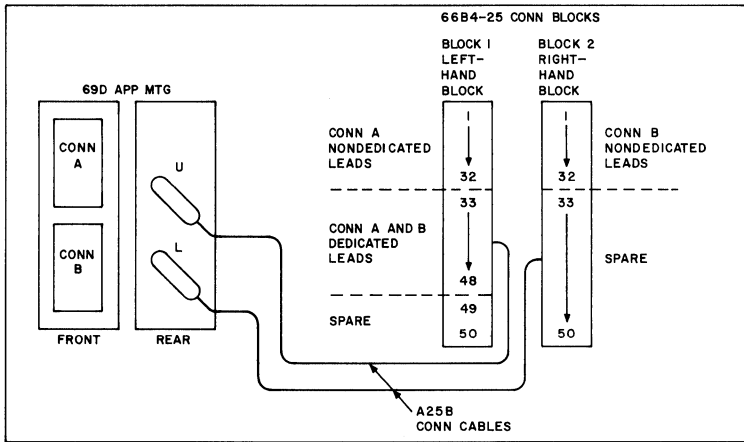 66B4-25 CONN BLOCKS
BLOCK 1
LEFT-
HAND
BLOCK
BLOCK 2
RIGHT-
HAND
BLOCK
69D APP MTG
CONN
A
CONN
B
FRONT
U
L
REAR
CONN A
NONDEDICATED
LEADS
CONN A AND B
DEDICATED
LEADS
SPARE
1
32
33
48
49
50
1
32
33
50
CONN B
NONDEDICATED
LEADS
SPARE
A25B
CONN CABLES